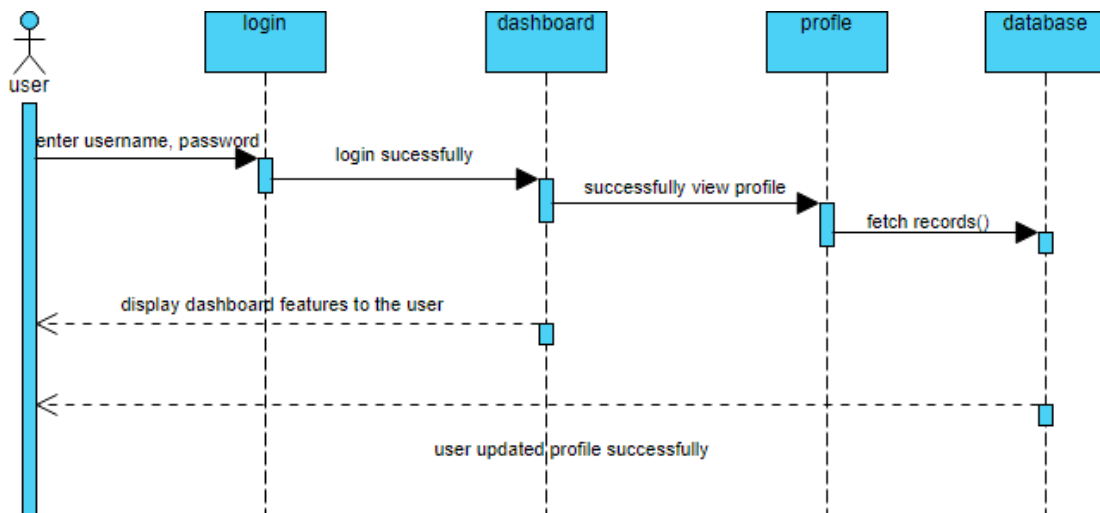 login
dashboard
profle
database
user
enter username, password
login sucessfully
successfully view profile
fetch records()
display dashboard features to the user
user updated profile successfully